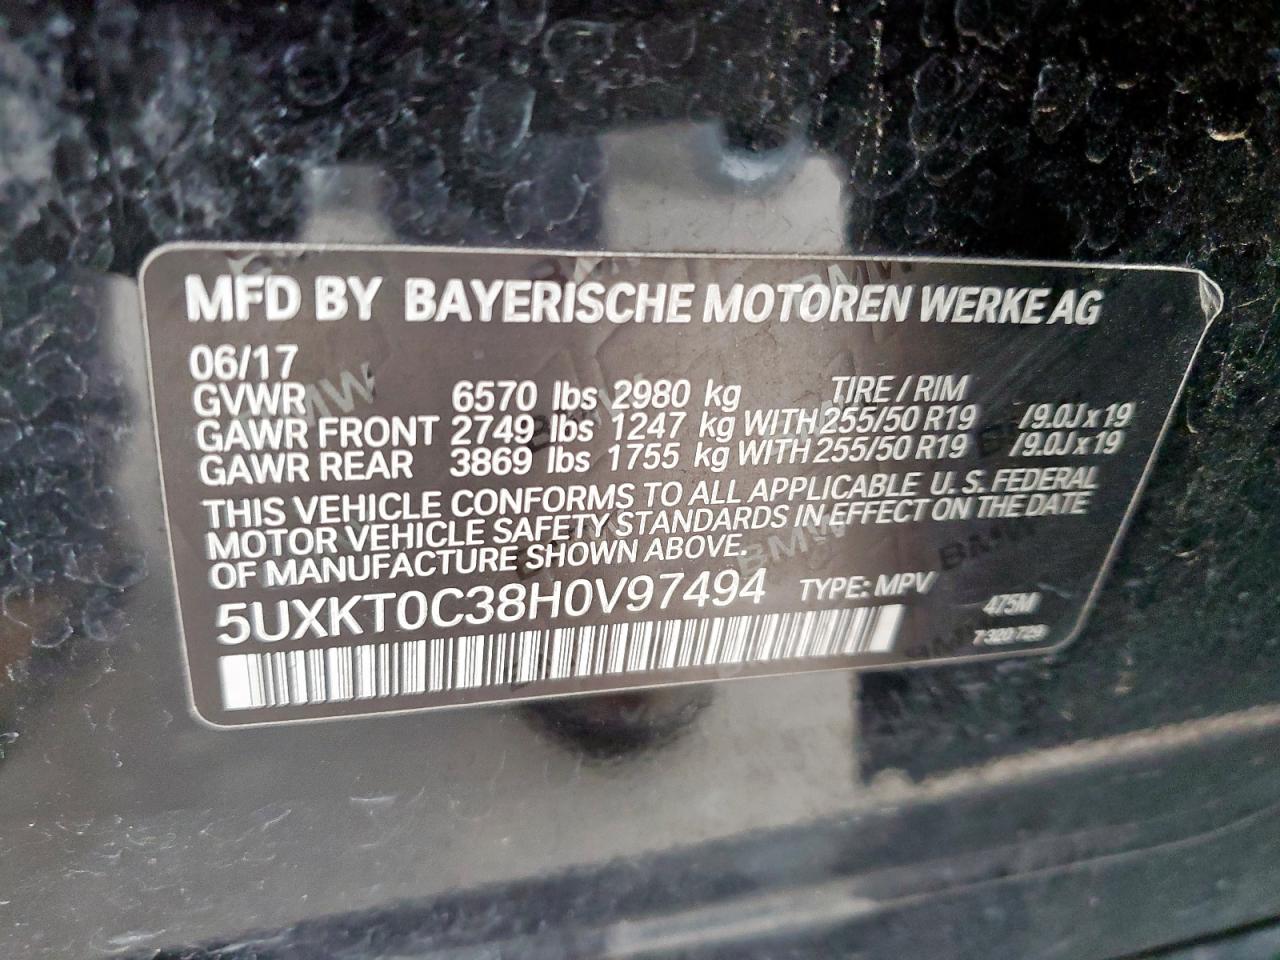 MFD BY BAYERISCHE MOTOREN WERKE AG
06/17
GVWR 6570 lbs 2980 kg TIRE / RIM
GAWR FRONT 2749 lbs 1247 kg WITH 255/50 R19 /9.0J x 19
GAWR REAR 3869 lbs 1755 kg WITH 255/50 R19 /9.0J x 19
THIS VEHICLE CONFORMS TO ALL APPLICABLE U.S. FEDERAL
MOTOR VEHICLE SAFETY STANDARDS IN EFFECT ON THE DATE
OF MANUFACTURE SHOWN ABOVE.
5UXKT0C38H0V97494 TYPE: MPV
475M
7 320 729